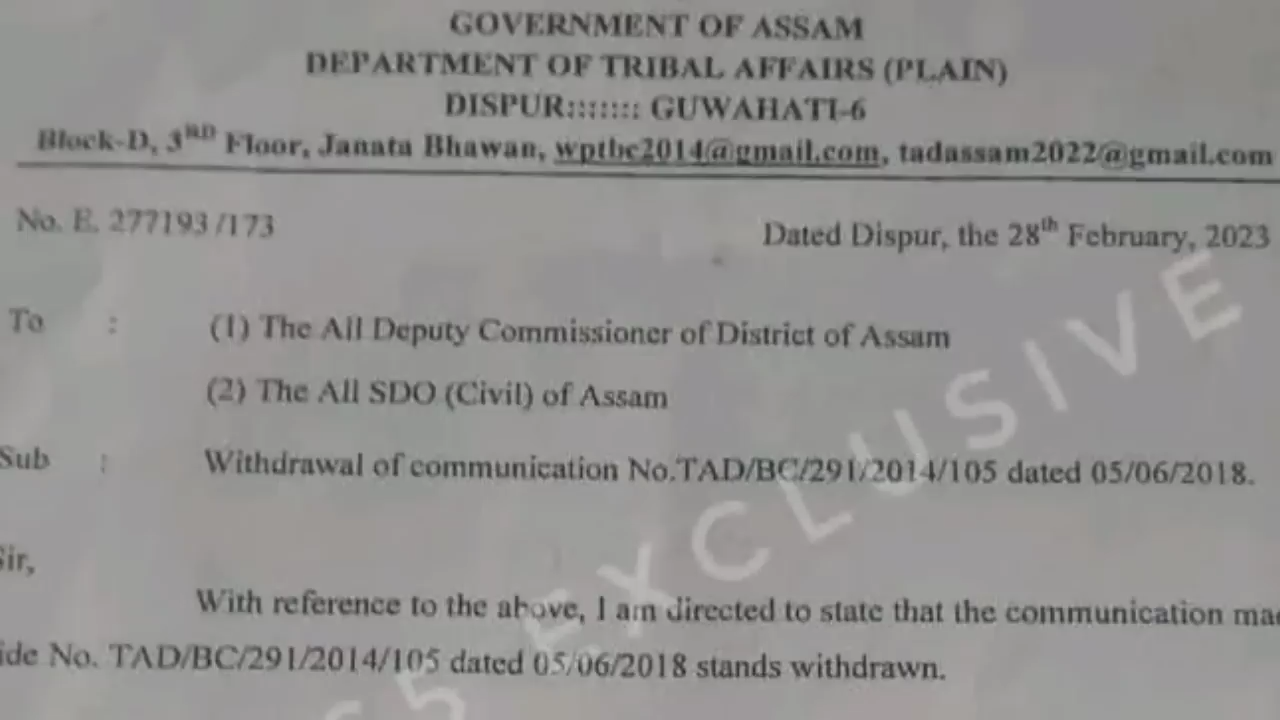 GOVERNMENT OF ASSAM
DEPARTMENT OF TRIBAL AFFAIRS (PLAIN)
DISPUR::::::: GUWAHATI-6
Block-D, 3RD Floor, Janata Bhawan, wptbc2014@gmail.com, tadassam2022@gmail.com
No. E. 277193/173 Dated Dispur, the 28th February, 2023
To : (1) The All Deputy Commissioner of District of Assam
(2) The All SDO (Civil) of Assam
Sub : Withdrawal of communication No.TAD/BC/291/2014/105 dated 05/06/2018.
Sir,
With reference to the above, I am directed to state that the communication mad
ide No. TAD/BC/291/2014/105 dated 05/06/2018 stands withdrawn.
EXCLUSIVE